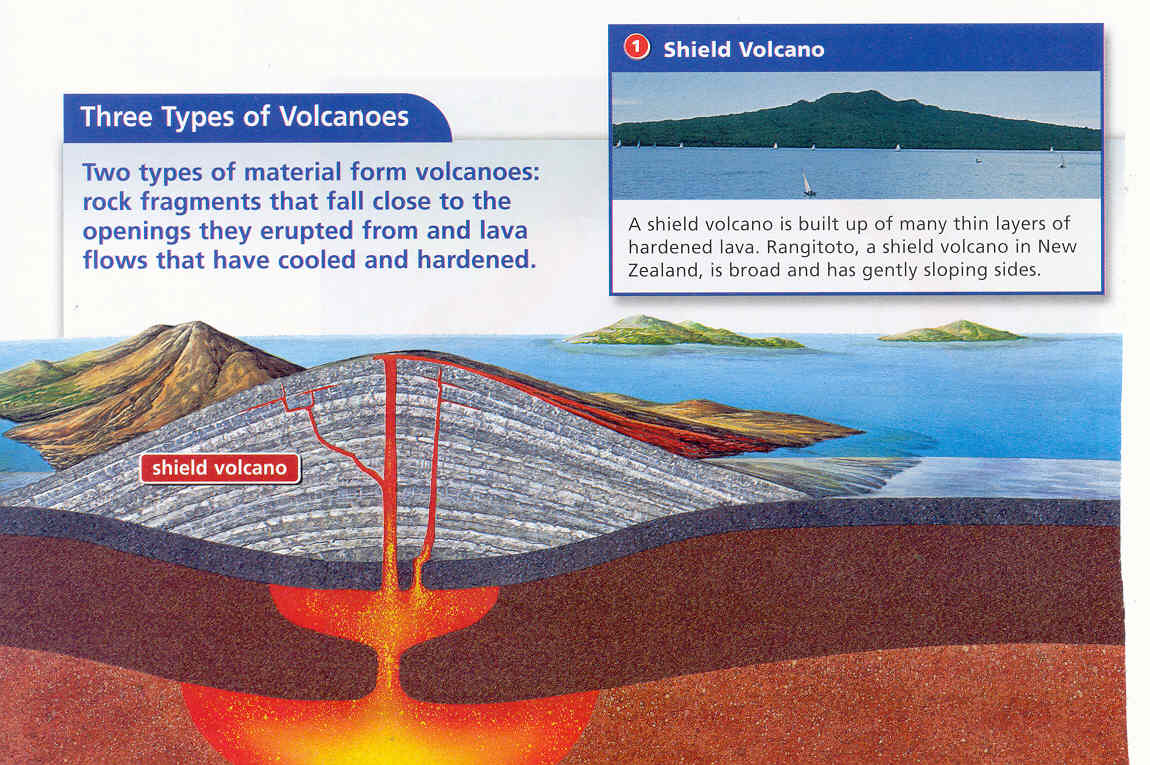 Three Types of Volcanoes
Two types of material form volcanoes:
rock fragments that fall close to the
openings they erupted from and lava
flows that have cooled and hardened.
1 Shield Volcano
A shield volcano is built up of many thin layers of
hardened lava. Rangitoto, a shield volcano in New
Zealand, is broad and has gently sloping sides.
shield volcano